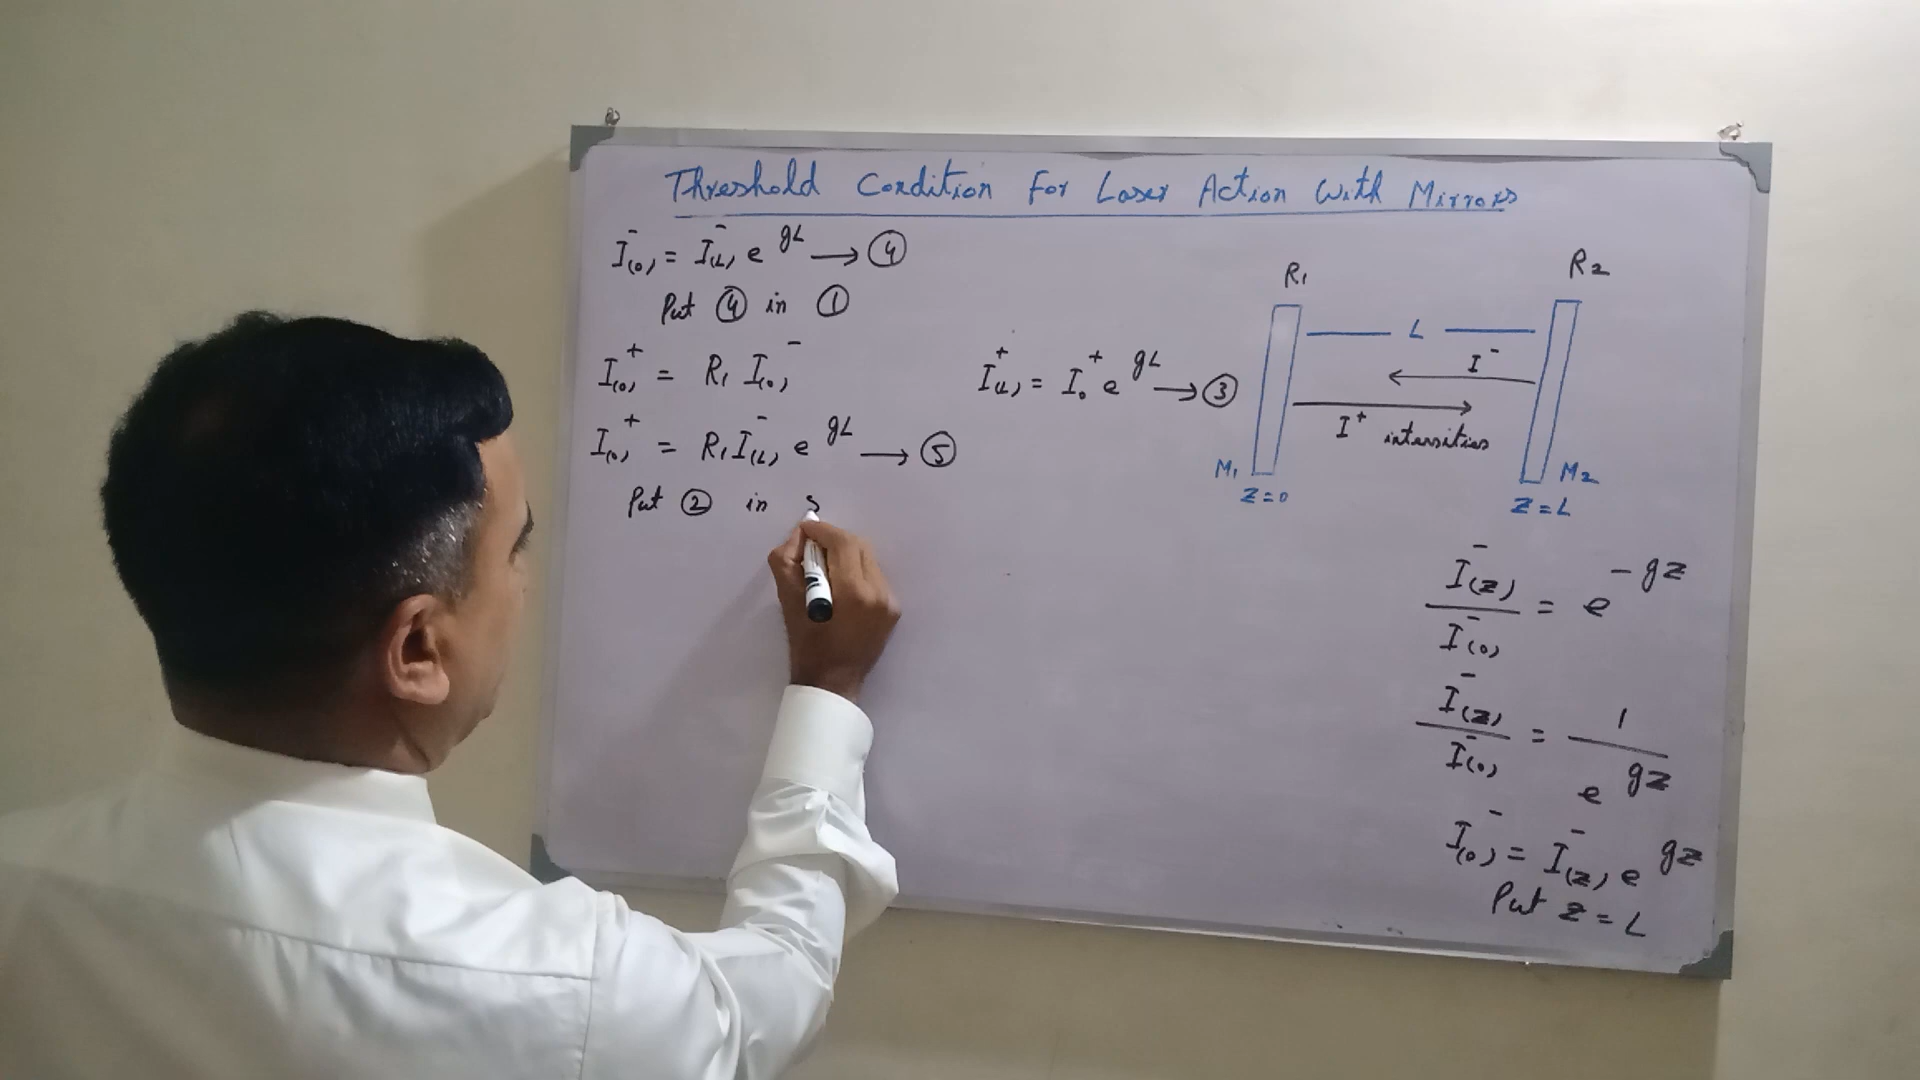 Threshold Condition For Laser Action With Mirrors
I⁻(0) = I⁻(L) e^gL → ④
Put ④ in ①
I⁺(0) = R₁ I(0)⁻
I⁺(0) = R₁ I⁻(L) e^gL → ⑤
Put ② in 5
I⁺(L) = I₀⁺ e^gL → ③
R₁
R₂
L
I⁻
I⁺ intensities
M₁
M₂
Z=0
Z=L
I⁻(z) / I⁻(0) = e^-gz
I⁻(z) / I⁻(0) = 1 / e^gz
I⁻(0) = I⁻(z) e^gz
Put z = L